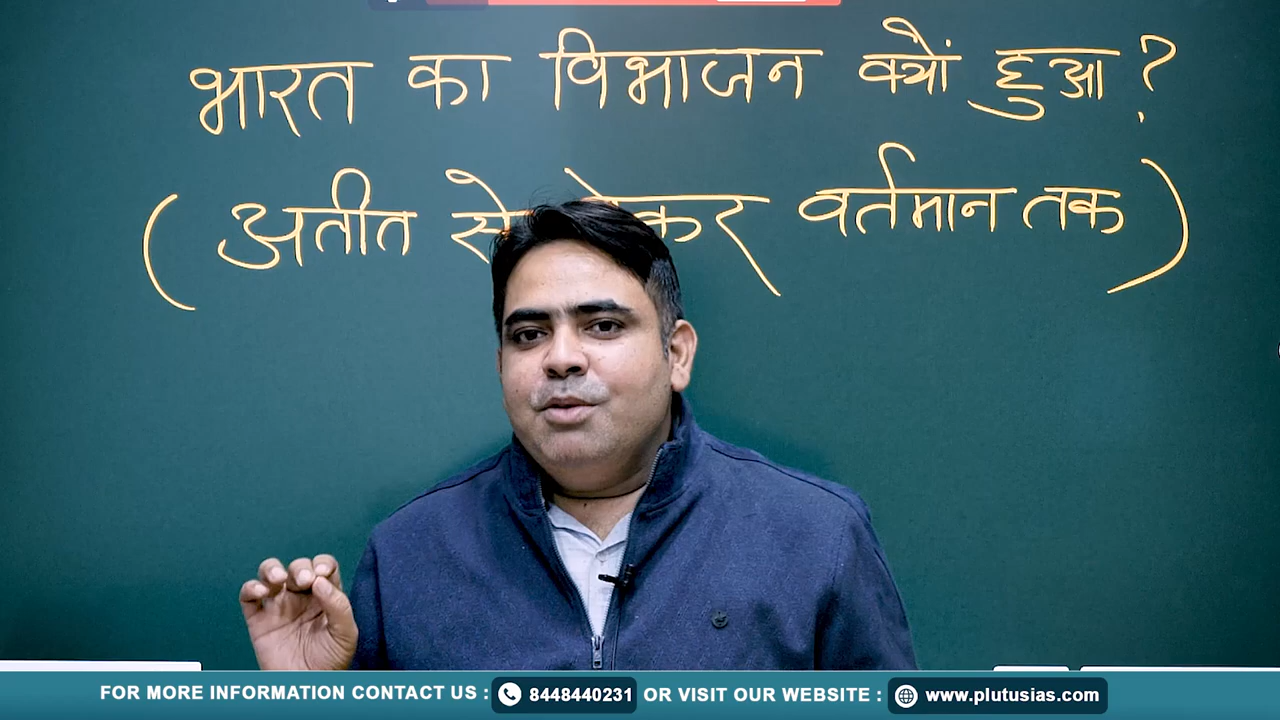 भारत का विभाजन क्यों हुआ ?
( अतीत से कर वर्तमान तक )
FOR MORE INFORMATION CONTACT US : 8448440231 OR VISIT OUR WEBSITE : www.plutusias.com